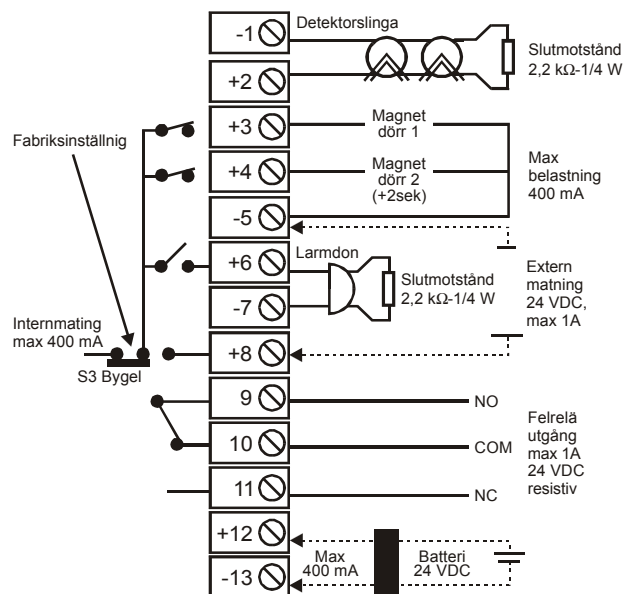 -1
Detektorslinga
Slutmotstånd
2,2 kΩ-1/4 W
+2
Fabriksinställnig
+3
Magnet
dörr 1
+4
Magnet
dörr 2
(+2sek)
Max
belastning
400 mA
-5
+6
Larmdon
Slutmotstånd
2,2 kΩ-1/4 W
-7
Extern
matning
24 VDC,
max 1A
Internmating
max 400 mA
S3 Bygel
+8
9
NO
10
COM
11
NC
Felrelä
utgång
max 1A
24 VDC
resistiv
+12
-13
Max
400 mA
Batteri
24 VDC